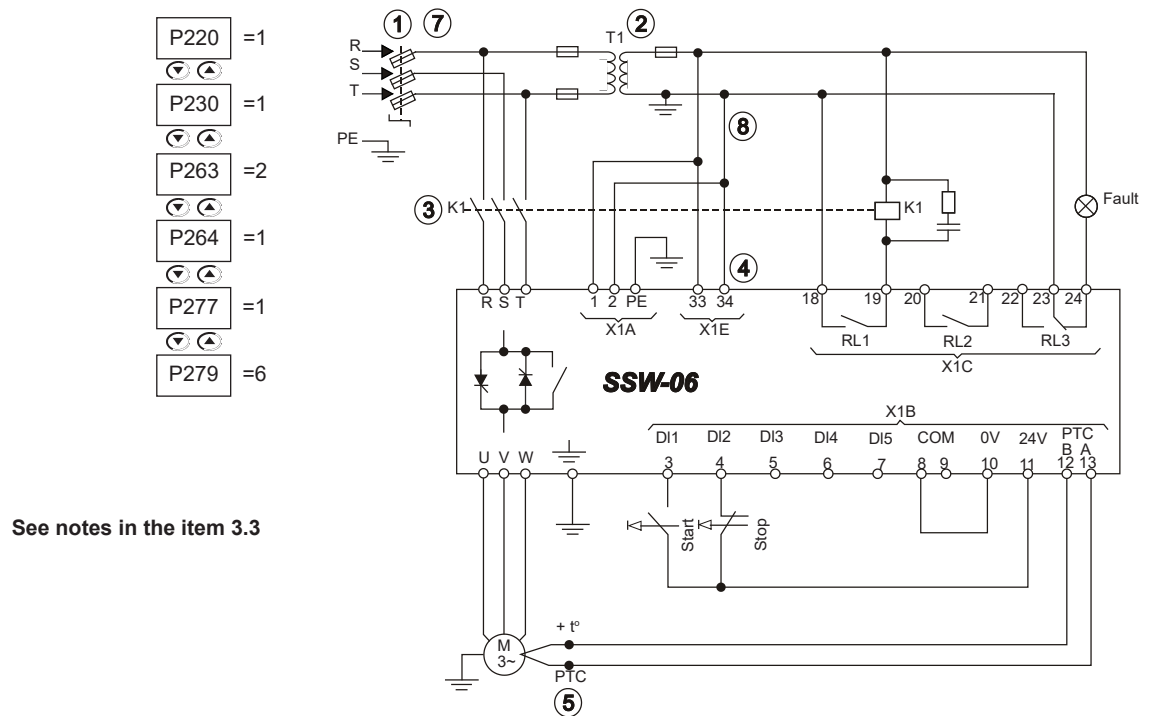 P220 =1
P230 =1
P263 =2
P264 =1
P277 =1
P279 =6
See notes in the item 3.3
1 7 2
T1
R
S
T
PE
8
3 K1 K1 Fault
4
R S T 1 2 PE 33 34 18 19 20 21 22 23 24
X1A X1E RL1 RL2 RL3
X1C
SSW-06
X1B
DI1 DI2 DI3 DI4 DI5 COM 0V 24V PTC
B A
U V W 3 4 5 6 7 8 9 10 11 12 13
Start Stop
+ tº
M
3~
PTC
5